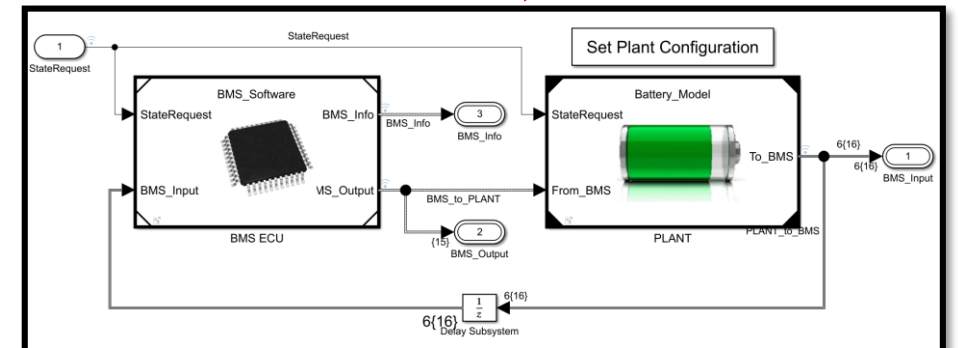 StateRequest
Set Plant Configuration
1
StateRequest
BMS_Software
Battery_Model
StateRequest
BMS_Info
BMS_Info
3
BMS_Info
StateRequest
To_BMS
6{16}
6{16}
1
BMS_Input
BMS_Input
MS_Output
BMS_to_PLANT
From_BMS
BMS ECU
{15}
2
BMS_Output
PLANT
PLANT_to_BMS
1
z
6{16}
6{16}
Delay Subsystem